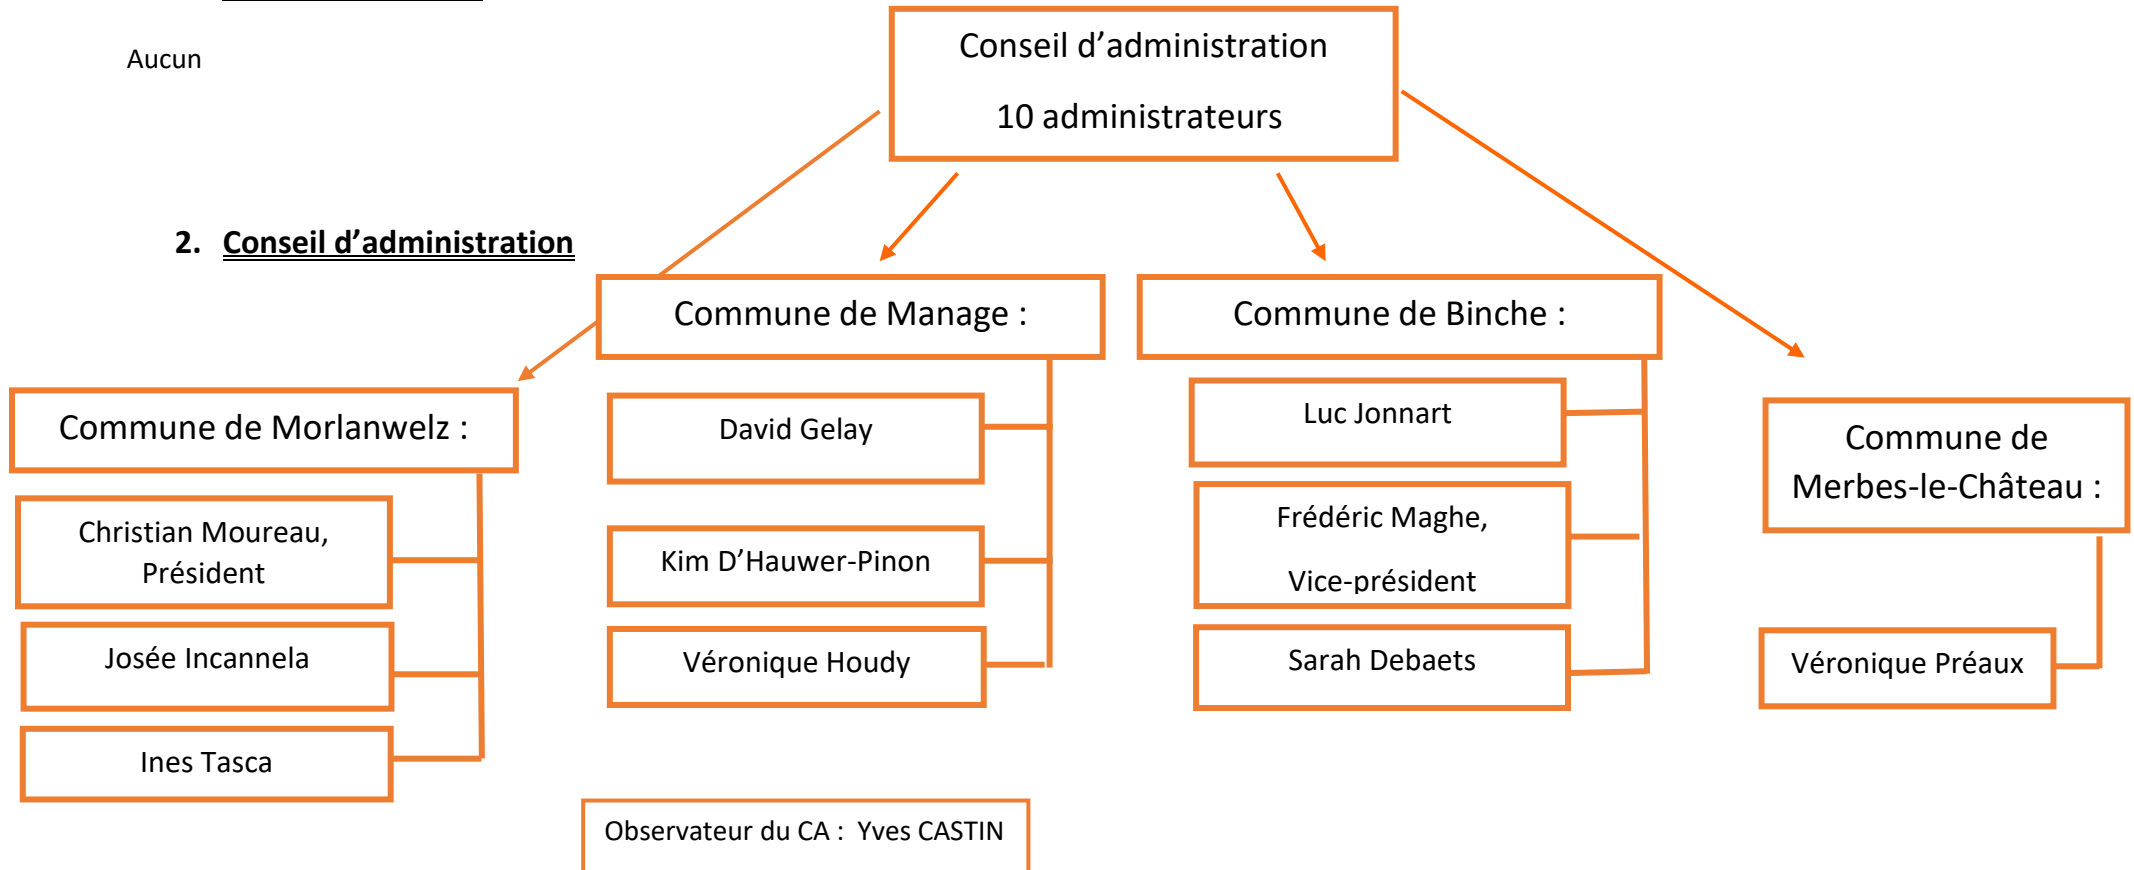 Aucun
Conseil d’administration
10 administrateurs
2. Conseil d’administration
Commune de Morlanwelz :
Christian Moureau,
Président
Josée Incannela
Ines Tasca
Commune de Manage :
David Gelay
Kim D’Hauwer-Pinon
Véronique Houdy
Commune de Binche :
Luc Jonnart
Frédéric Maghe,
Vice-président
Sarah Debaets
Commune de
Merbes-le-Château :
Véronique Préaux
Observateur du CA : Yves CASTIN